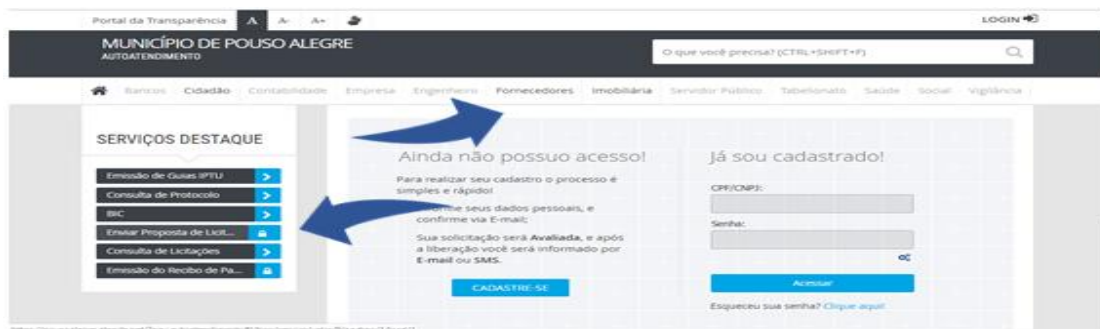 Portal da Transparência A A- A+ LOGIN
MUNICÍPIO DE POUSO ALEGRE
AUTOATENDIMENTO
O que você precisa? (CTRL+SHIFT+F)
Bancos Cidadão Contabilidade Empresa Engenheiro Fornecedores Imobiliária Servidor Público Tabelionato Saúde Social Vigilância
SERVIÇOS DESTAQUE
Emissão de Guias IPTU
Consulta de Protocolo
BIC
Enviar Proposta de Licit...
Consulta de Licitações
Emissão do Recibo de Pa...
Ainda não possuo acesso!
Para realizar seu cadastro o processo é
simples e rápido!
seus dados pessoais, e
confirme via E-mail;
Sua solicitação será Avaliada, e após
a liberação você será informado por
E-mail ou SMS.
CADASTRE-SE
Já sou cadastrado!
CPF/CNPJ:
Senha:
Acessar
Esqueceu sua senha? Clique aqui!